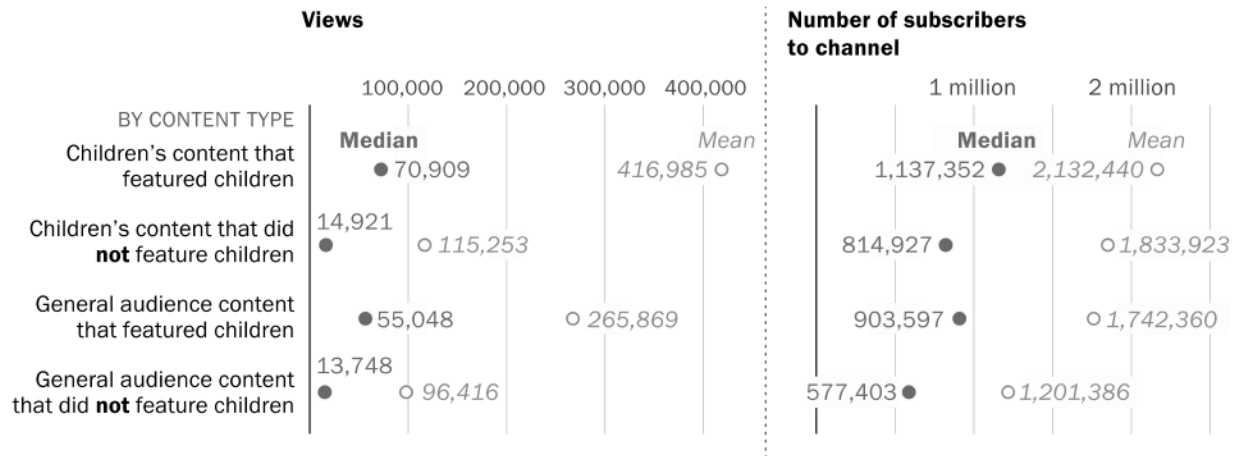 Views
Number of subscribers
to channel
100,000 200,000 300,000 400,000
1 million 2 million
BY CONTENT TYPE
Median Mean
Median Mean
Children's content that
featured children
70,909 416,985
1,137,352 2,132,440
Children's content that did
not feature children
14,921
115,253
814,927 1,833,923
General audience content
that featured children
55,048 265,869
903,597 1,742,360
General audience content
that did not feature children
13,748
96,416
577,403 1,201,386